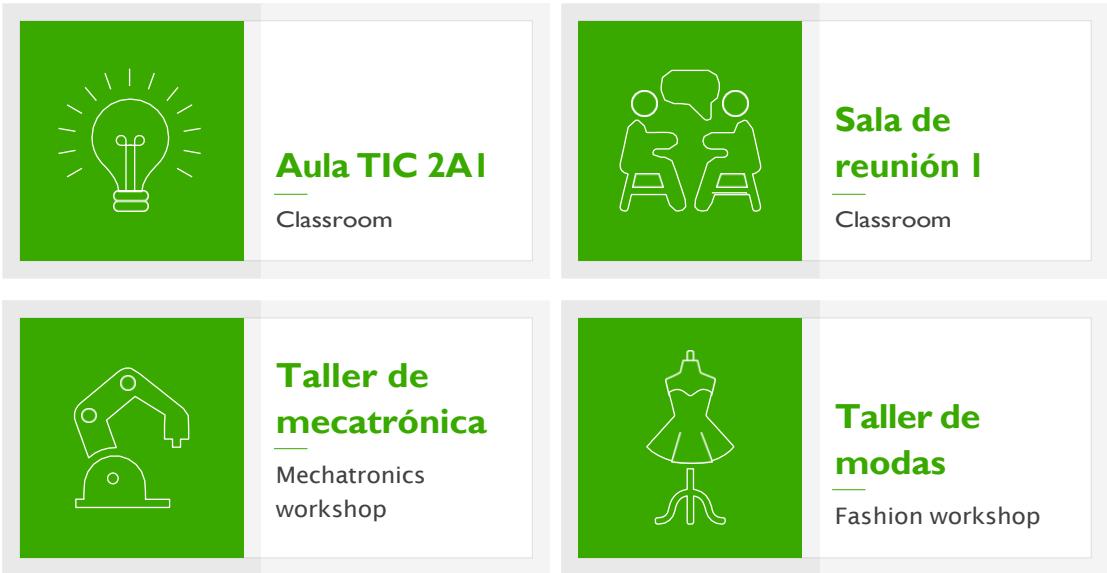 Aula TIC 2A1
Classroom
Sala de
reunión 1
Classroom
Taller de
mecatrónica
Mechatronics
workshop
Taller de
modas
Fashion workshop